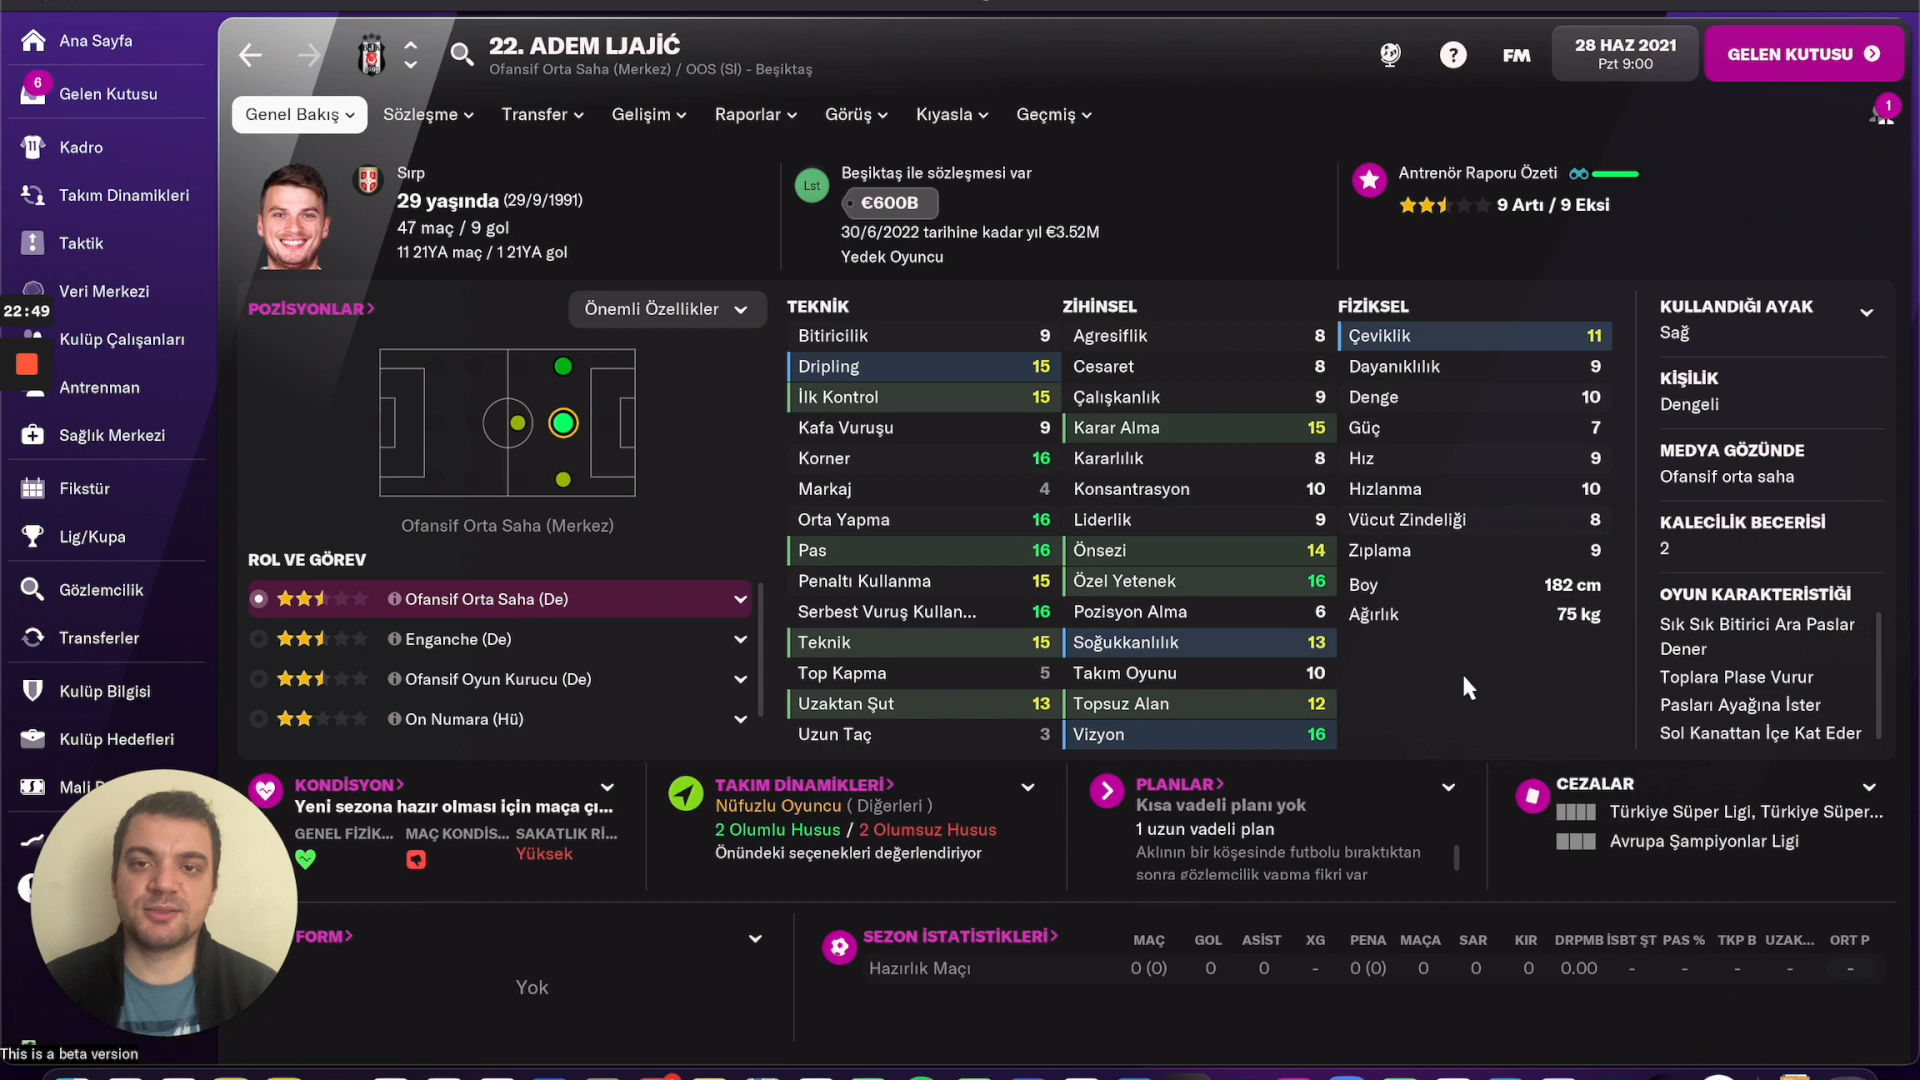 Ana Sayfa
6
Gelen Kutusu
Kadro
Takım Dinamikleri
Taktik
Veri Merkezi
22:49
Kulüp Çalışanları
Antrenman
Sağlık Merkezi
Fikstür
Lig/Kupa
Gözlemcilik
Transferler
Kulüp Bilgisi
Kulüp Hedefleri
This is a beta version
22. ADEM LJAJIĆ
Ofansif Orta Saha (Merkez) / OOS (Sl) - Beşiktaş
?
FM
28 HAZ 2021
Pzt 9:00
GELEN KUTUSU
Genel Bakış
Sözleşme
Transfer
Gelişim
Raporlar
Görüş
Kıyasla
Geçmiş
1
Sırp
29 yaşında (29/9/1991)
47 maç / 9 gol
11 21YA maç / 1 21YA gol
Lst
Beşiktaş ile sözleşmesi var
€600B
30/6/2022 tarihine kadar yıl €3.52M
Yedek Oyuncu
Antrenör Raporu Özeti
9 Artı / 9 Eksi
POZİSYONLAR
Önemli Özellikler
Ofansif Orta Saha (Merkez)
ROL VE GÖREV
Ofansif Orta Saha (De)
Enganche (De)
Ofansif Oyun Kurucu (De)
On Numara (Hü)
TEKNİK
Bitiricilik 9
Dripling 15
İlk Kontrol 15
Kafa Vuruşu 9
Korner 16
Markaj 4
Orta Yapma 16
Pas 16
Penaltı Kullanma 15
Serbest Vuruş Kullan... 16
Teknik 15
Top Kapma 5
Uzaktan Şut 13
Uzun Taç 3
ZİHİNSEL
Agresiflik 8
Cesaret 8
Çalışkanlık 9
Karar Alma 15
Kararlılık 8
Konsantrasyon 10
Liderlik 9
Önsezi 14
Özel Yetenek 16
Pozisyon Alma 6
Soğukkanlılık 13
Takım Oyunu 10
Topsuz Alan 12
Vizyon 16
FİZİKSEL
Çeviklik 11
Dayanıklılık 9
Denge 10
Güç 7
Hız 9
Hızlanma 10
Vücut Zindeliği 8
Zıplama 9
Boy 182 cm
Ağırlık 75 kg
KULLANDIĞI AYAK
Sağ
KİŞİLİK
Dengeli
MEDYA GÖZÜNDE
Ofansif orta saha
KALECİLİK BECERİSİ
2
OYUN KARAKTERİSTİĞİ
Sık Sık Bitirici Ara Paslar
Dener
Toplara Plase Vurur
Pasları Ayağına İster
Sol Kanattan İçe Kat Eder
KONDİSYON
Yeni sezona hazır olması için maça çı...
GENEL FİZİK... MAÇ KONDİS... SAKATLIK Rİ...
Yüksek
TAKIM DİNAMİKLERİ
Nüfuzlu Oyuncu ( Diğerleri )
2 Olumlu Husus / 2 Olumsuz Husus
Önündeki seçenekleri değerlendiriyor
PLANLAR
Kısa vadeli planı yok
1 uzun vadeli plan
Aklının bir köşesinde futbolu bıraktıktan
sonra gözlemcilik yapma fikri var
CEZALAR
Türkiye Süper Ligi, Türkiye Süper...
Avrupa Şampiyonlar Ligi
FORM
Yok
SEZON İSTATİSTİKLERİ
MAÇ GOL ASİST XG PENA MAÇA SAR KIR DRPMB İSBT ŞT PAS % TKP B UZAK... ORT P
Hazırlık Maçı 0 (0) 0 0 - 0 (0) 0 0 0 0.00 - - - - -